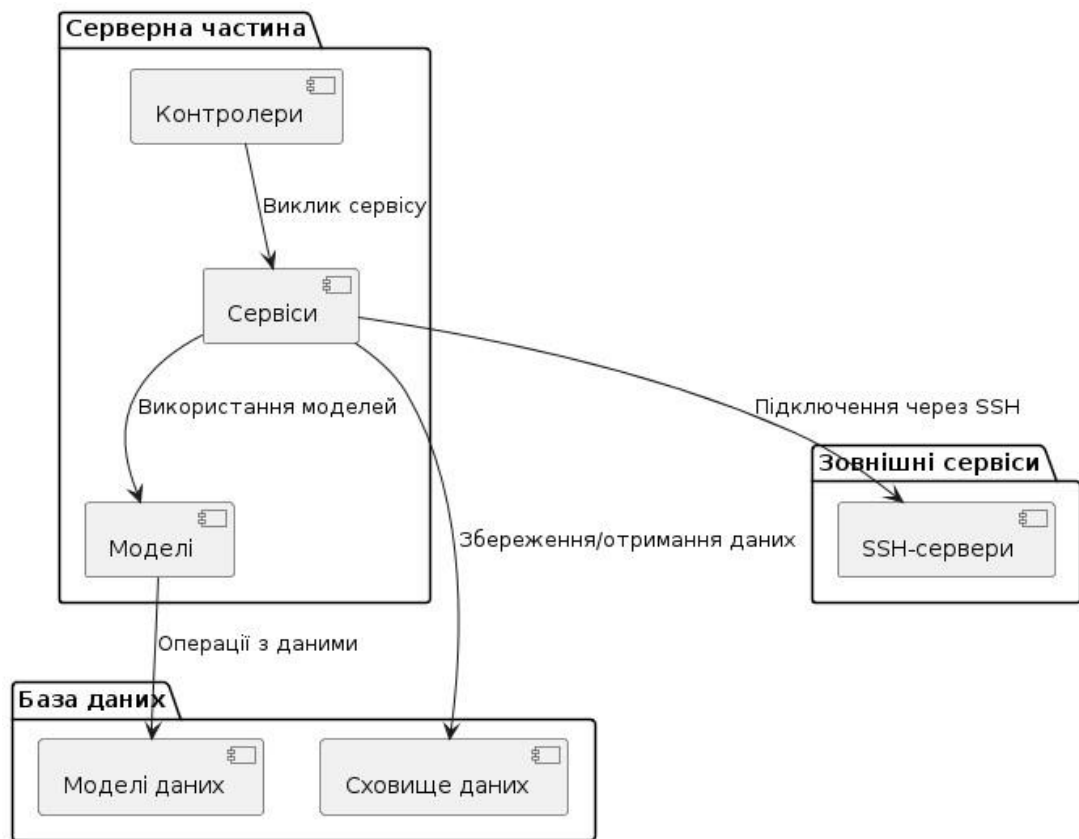 Серверна частина
Контролери
Виклик сервісу
Сервіси
Використання моделей
Підключення через SSH
Зовнішні сервіси
Моделі
Збереження/отримання даних
SSH-сервери
Операції з даними
База даних
Моделі даних
Сховище даних